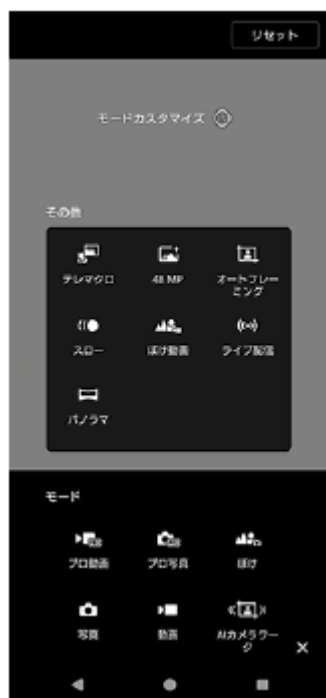 リセット
モードカスタマイズ
その他
テレマクロ
48 MP
オートフレー
ミング
スロー
ぼけ動画
ライブ配信
パノラマ
モード
プロ動画
プロ写真
ぼけ
写真
動画
AIカメラワー
ク